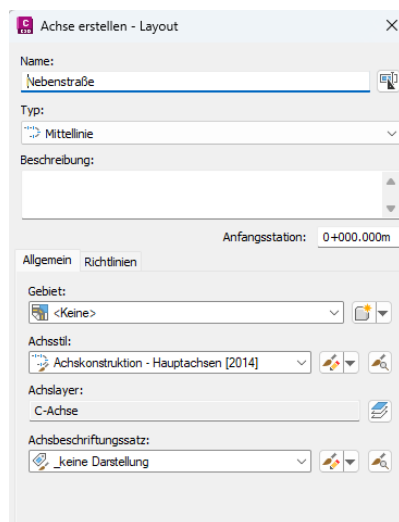 C
C3D
Achse erstellen - Layout
Name:
Nebenstraße
Typ:
Mittellinie
Beschreibung:
Anfangsstation: 0+000.000m
Allgemein Richtlinien
Gebiet:
<Keine>
Achsstil:
Achskonstruktion - Hauptachsen [2014]
Achslayer:
C-Achse
Achsbeschriftungssatz:
_keine Darstellung